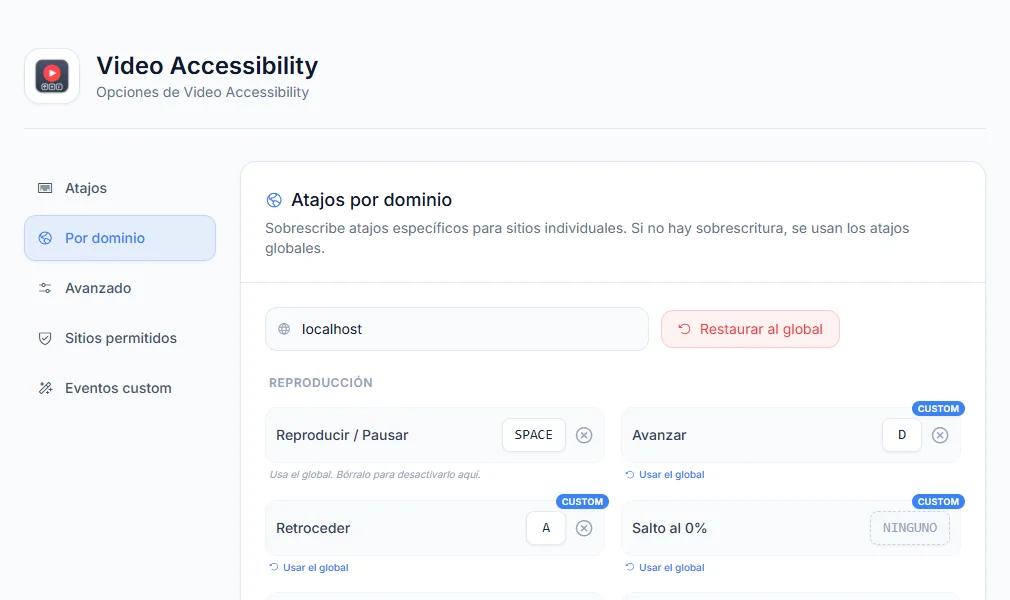 Video Accessibility
Opciones de Video Accessibility
Atajos
Por dominio
Avanzado
Sitios permitidos
Eventos custom
Atajos por dominio
Sobrescribe atajos específicos para sitios individuales. Si no hay sobrescritura, se usan los atajos
globales.
localhost
Restaurar al global
REPRODUCCIÓN
Reproducir / Pausar
SPACE
Usa el global. Bórralo para desactivarlo aquí.
CUSTOM
Avanzar
D
Usar el global
CUSTOM
Retroceder
A
Usar el global
CUSTOM
Salto al 0%
NINGUNO
Usar el global